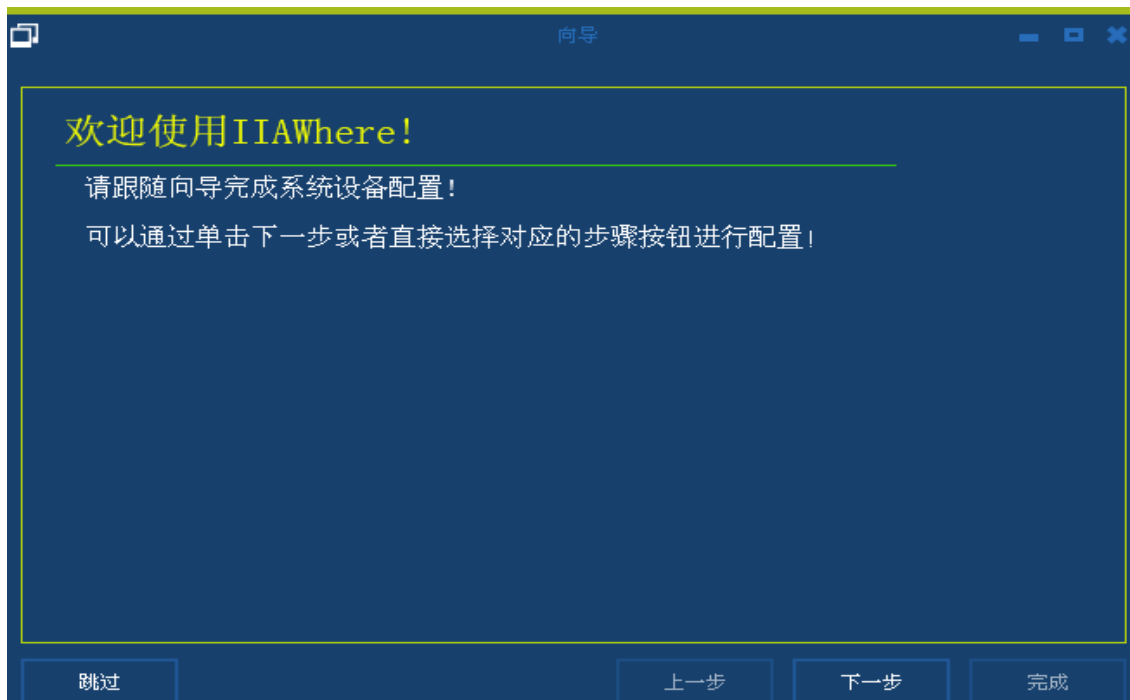 向导
欢迎使用IIAWhere!
请跟随向导完成系统设备配置!
可以通过单击下一步或者直接选择对应的步骤按钮进行配置!
跳过
上一步
下一步
完成